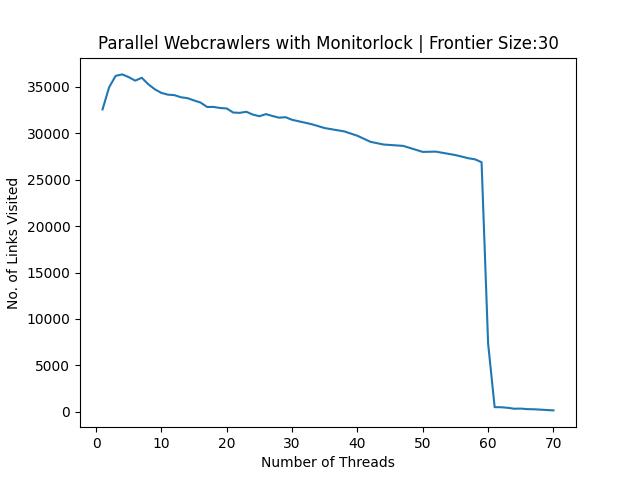 Parallel Webcrawlers with Monitorlock | Frontier Size:30
35000
30000
25000
20000
15000
10000
5000
0
No. of Links Visited
0 10 20 30 40 50 60 70
Number of Threads